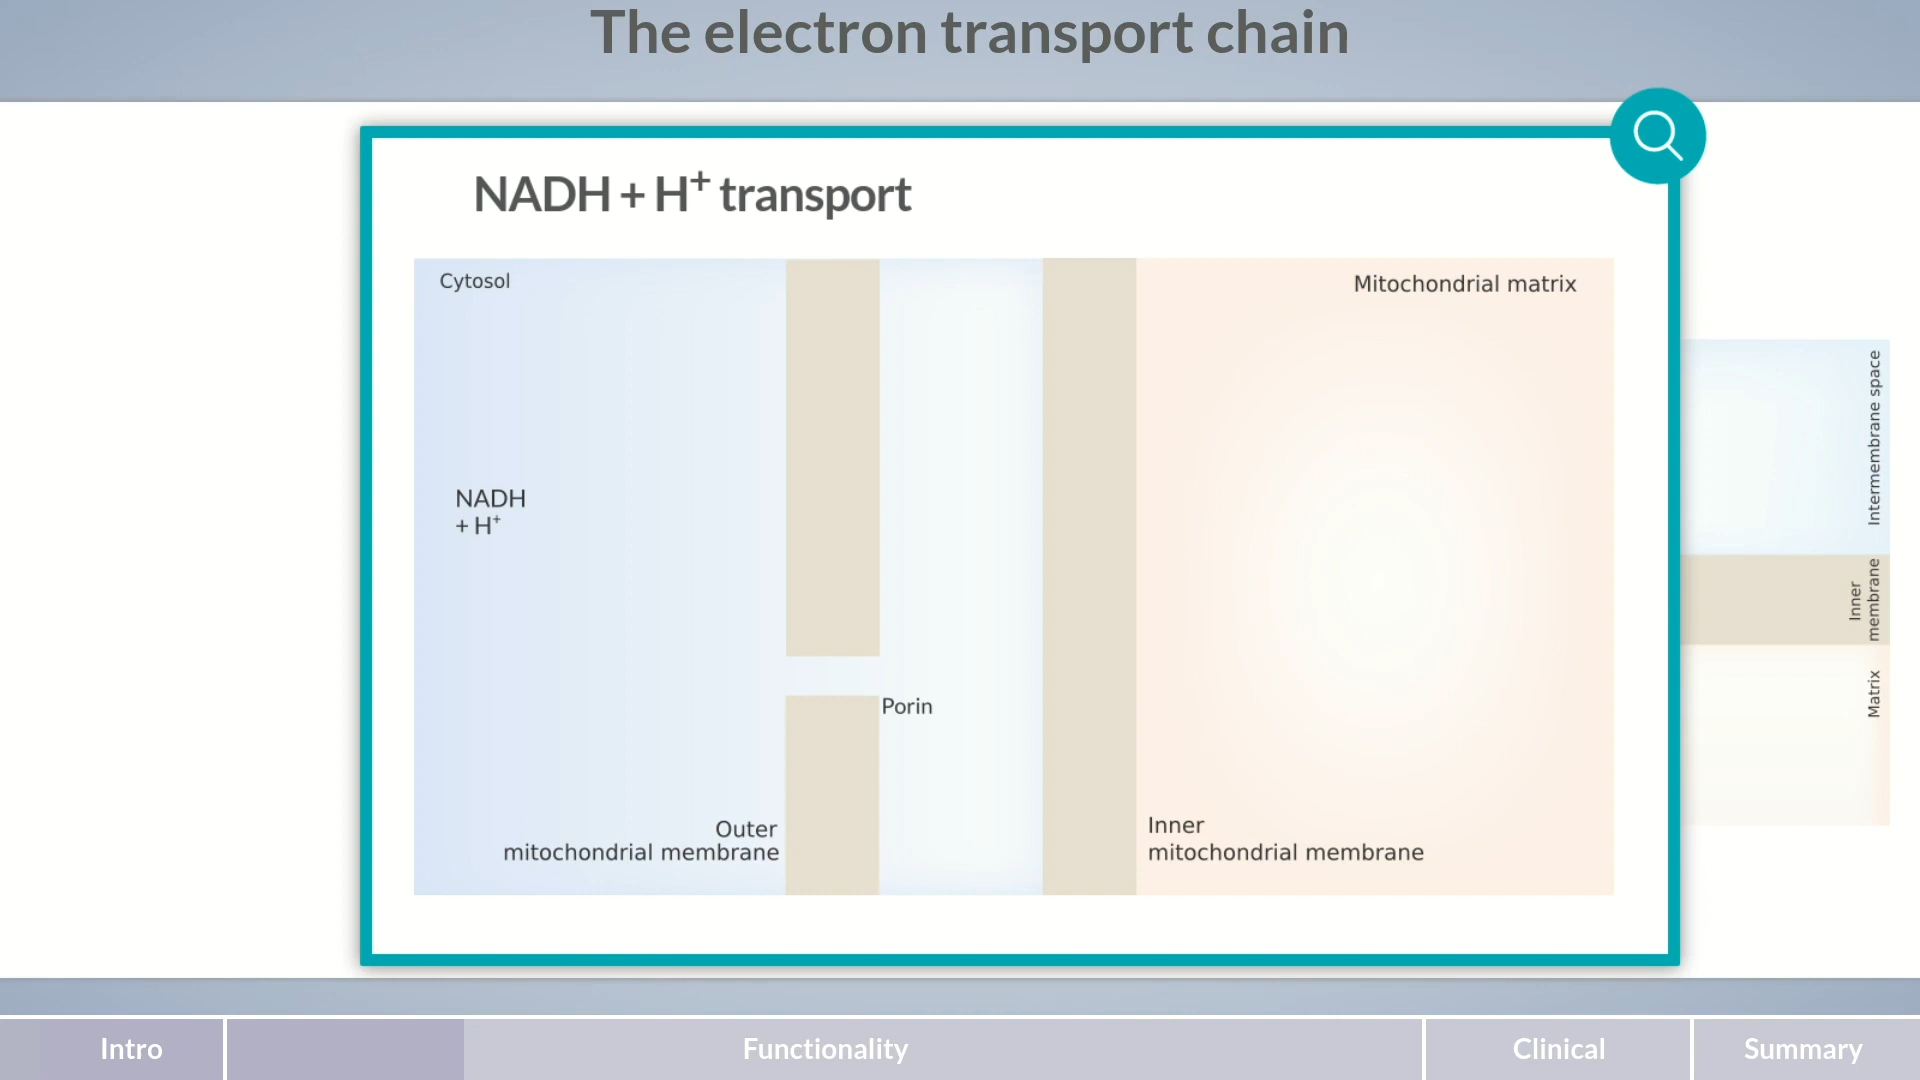 The electron transport chain
NADH + H⁺ transport
Cytosol
Mitochondrial matrix
NADH
+ H⁺
Porin
Outer
mitochondrial membrane
Inner
mitochondrial membrane
Intermembrane space
Inner
membrane
Matrix
Intro
Functionality
Clinical
Summary